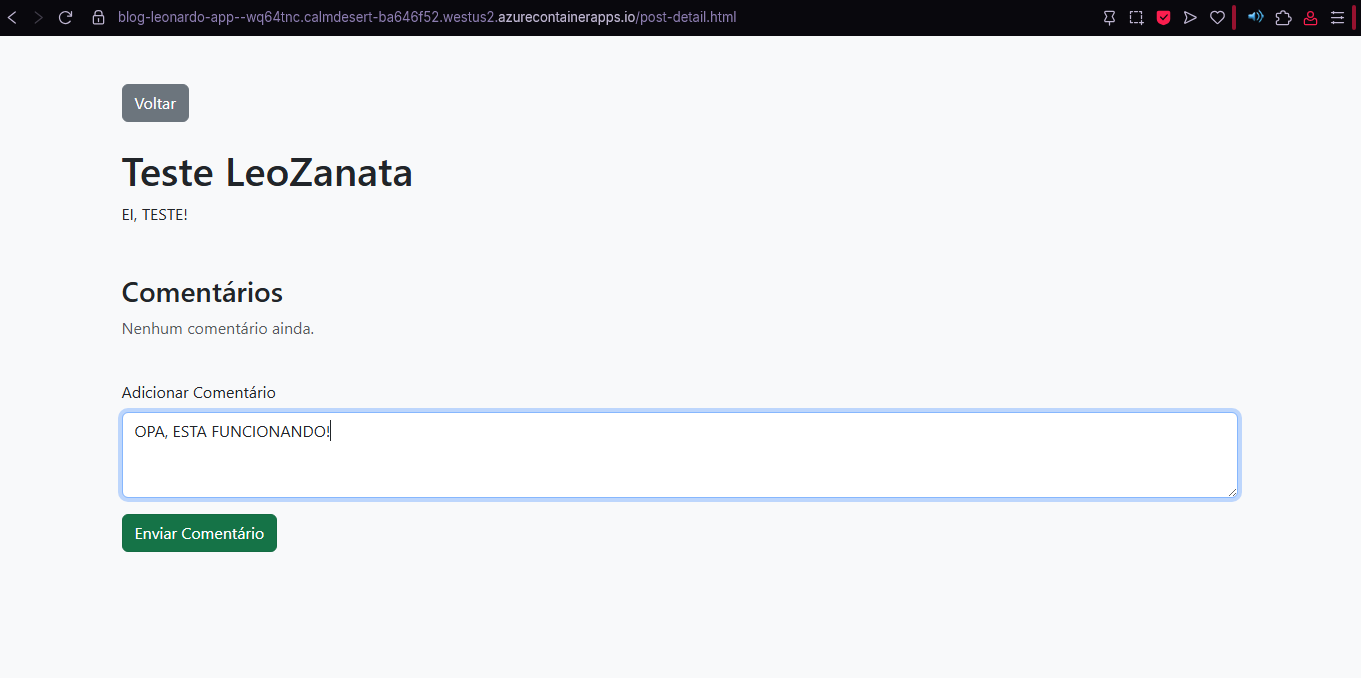 blog-leonardo-app--wq64tnc.calmdesert-ba646f52.westus2.azurecontainerapps.io/post-detail.html
Voltar
Teste LeoZanata
EI, TESTE!
Comentários
Nenhum comentário ainda.
Adicionar Comentário
OPA, ESTA FUNCIONANDO!
Enviar Comentário